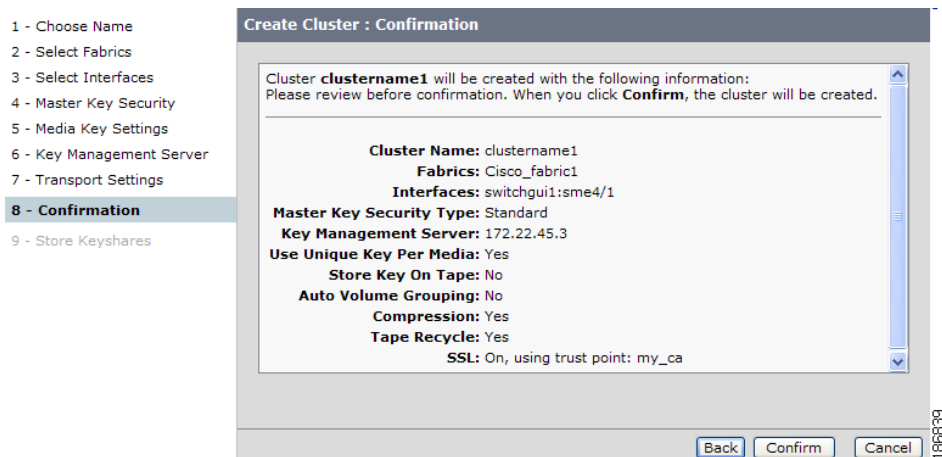 1 - Choose Name
2 - Select Fabrics
3 - Select Interfaces
4 - Master Key Security
5 - Media Key Settings
6 - Key Management Server
7 - Transport Settings
8 - Confirmation
9 - Store Keyshares
Create Cluster : Confirmation
Cluster clustername1 will be created with the following information:
Please review before confirmation. When you click Confirm, the cluster will be created.
Cluster Name: clustername1
Fabrics: Cisco_fabric1
Interfaces: switchgui1:sme4/1
Master Key Security Type: Standard
Key Management Server: 172.22.45.3
Use Unique Key Per Media: Yes
Store Key On Tape: No
Auto Volume Grouping: No
Compression: Yes
Tape Recycle: Yes
SSL: On, using trust point: my_ca
Back Confirm Cancel
186839